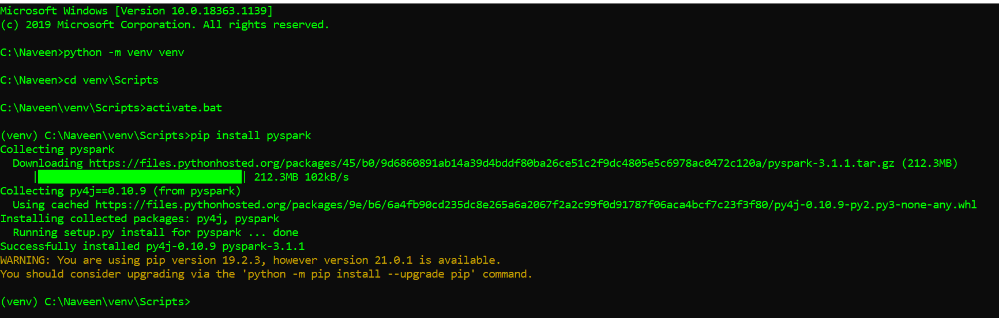 Microsoft Windows [Version 10.0.18363.1139]
(c) 2019 Microsoft Corporation. All rights reserved.
C:\Naveen>python -m venv venv
C:\Naveen>cd venv\Scripts
C:\Naveen\venv\Scripts>activate.bat
(venv) C:\Naveen\venv\Scripts>pip install pyspark
Collecting pyspark
Downloading https://files.pythonhosted.org/packages/45/b0/9d6860891ab14a39d4bddf80ba26ce51c2f9dc4805e5c6978ac0472c120a/pyspark-3.1.1.tar.gz (212.3MB)
| | 212.3MB 102kB/s
Collecting py4j==0.10.9 (from pyspark)
Using cached https://files.pythonhosted.org/packages/9e/b6/6a4fb90cd235dc8e265a6a2067f2a2c99f0d91787f06aca4bcf7c23f3f80/py4j-0.10.9-py2.py3-none-any.whl
Installing collected packages: py4j, pyspark
Running setup.py install for pyspark ... done
Successfully installed py4j-0.10.9 pyspark-3.1.1
WARNING: You are using pip version 19.2.3, however version 21.0.1 is available.
You should consider upgrading via the 'python -m pip install --upgrade pip' command.
(venv) C:\Naveen\venv\Scripts>